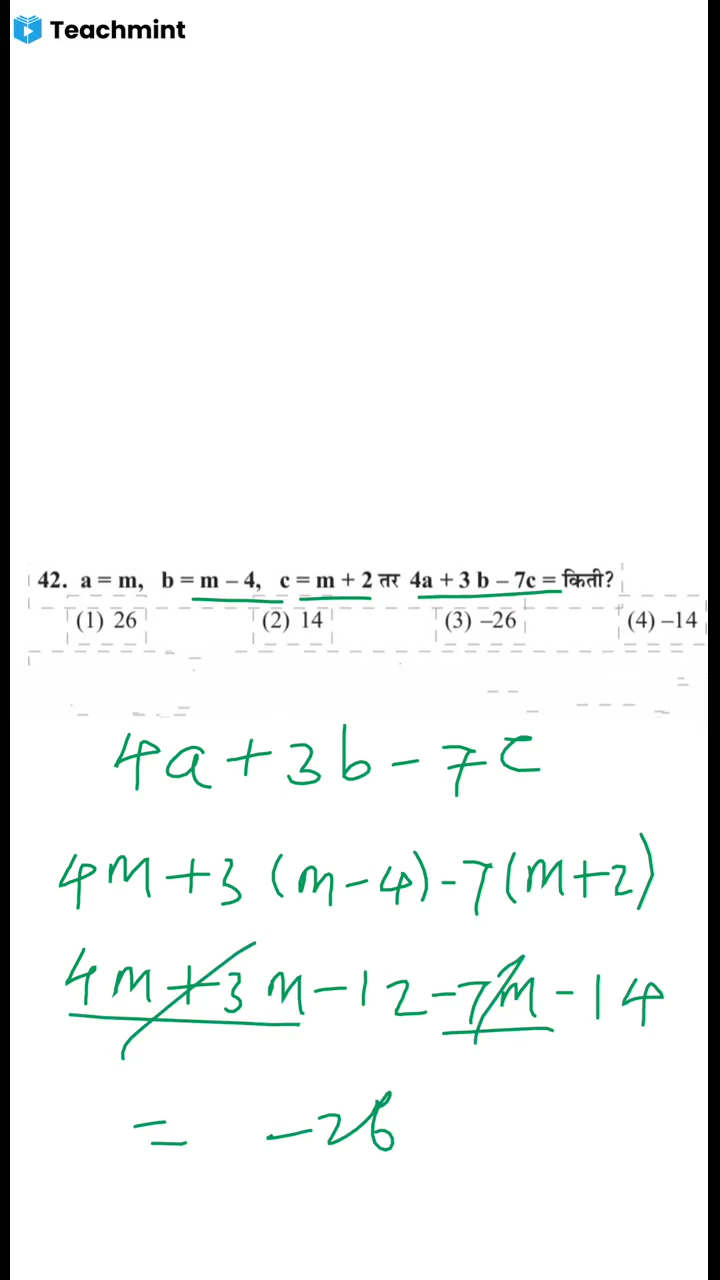 Teachmint
42. a = m, b = m – 4, c = m + 2 तर 4a + 3 b – 7c = किती?
(1) 26 (2) 14 (3) –26 (4) –14
4a + 3b - 7c
4m + 3 (m - 4) - 7 (m + 2)
4m + 3m - 12 - 7m - 14
= -26